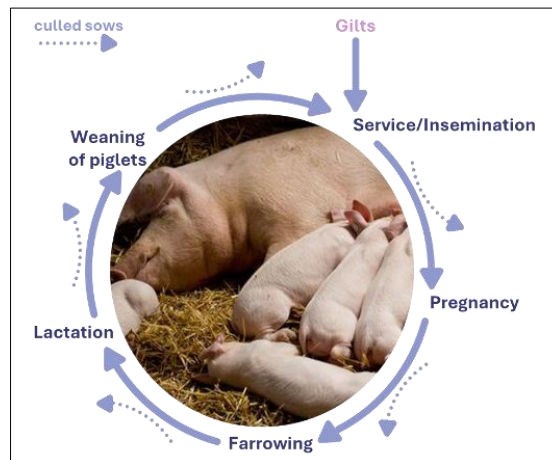 culled sows
Gilts
Service/Insemination
Weaning
of piglets
Pregnancy
Lactation
Farrowing